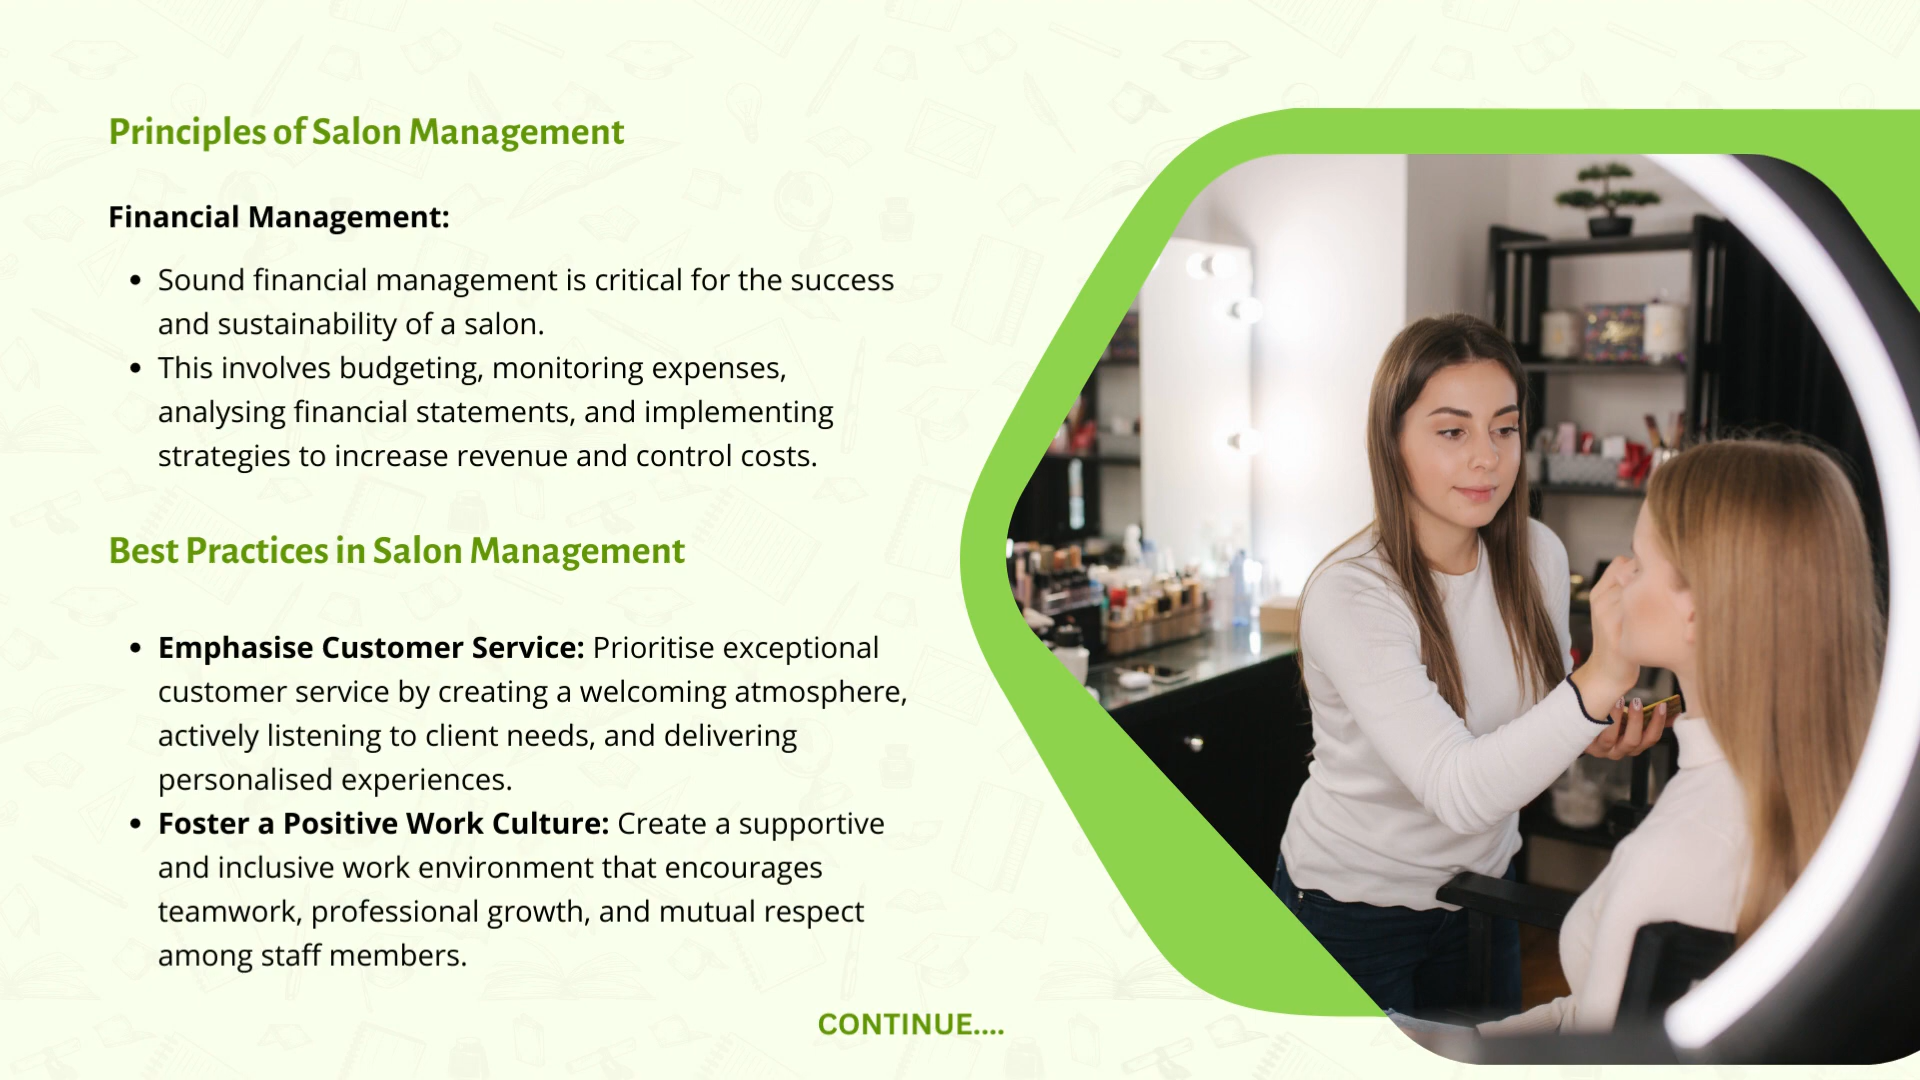 Principles of Salon Management
Financial Management:
• Sound financial management is critical for the success
and sustainability of a salon.
• This involves budgeting, monitoring expenses,
analysing financial statements, and implementing
strategies to increase revenue and control costs.
Best Practices in Salon Management
• Emphasise Customer Service: Prioritise exceptional
customer service by creating a welcoming atmosphere,
actively listening to client needs, and delivering
personalised experiences.
• Foster a Positive Work Culture: Create a supportive
and inclusive work environment that encourages
teamwork, professional growth, and mutual respect
among staff members.
CONTINUE....